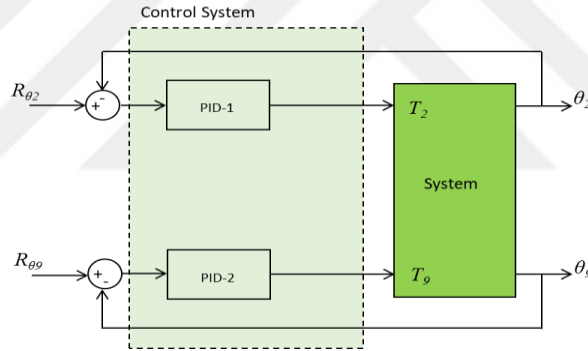 Control System
Rθ2
+ -
PID-1
T2
θ2
System
Rθ9
+ -
PID-2
T9
θ9